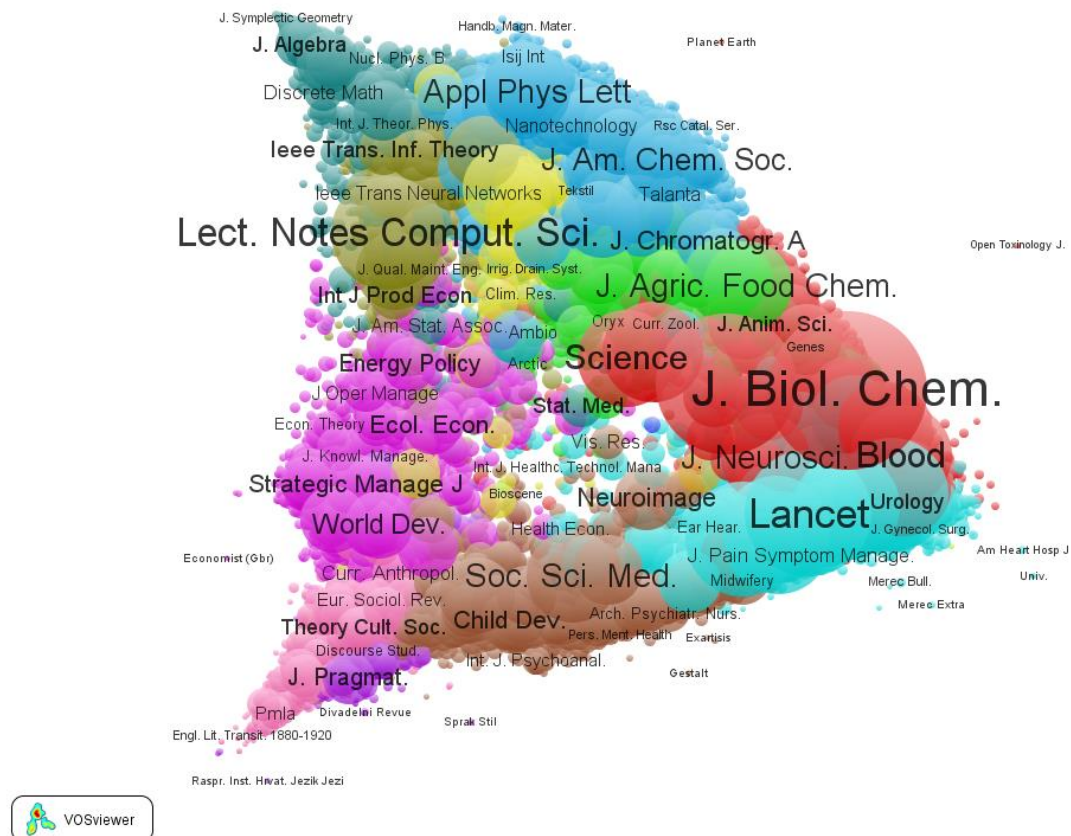 J. Symplectic Geometry
Handb. Magn. Mater.
J. Algebra
Planet Earth
Nucl. Phys. B
Isij Int
Discrete Math
Appl Phys Lett
Int. J. Theor. Phys.
Nanotechnology
Rsc Catal. Ser.
Ieee Trans. Inf. Theory
J. Am. Chem. Soc.
Ieee Trans Neural Networks
Tekstil
Talanta
Lect. Notes Comput. Sci.
J. Chromatogr. A
Open Toxinology J.
J. Qual. Maint. Eng.
Irrig. Drain. Syst.
Int J Prod Econ
Clim. Res.
J. Agric. Food Chem.
J. Am. Stat. Assoc.
Ambio
Oryx
Curr. Zool.
J. Anim. Sci.
Genes
Energy Policy
Arctic
Science
J Oper Manage
J. Biol. Chem.
Stat. Med.
Econ. Theory
Ecol. Econ.
Vis. Res.
J. Knowl. Manage.
Int. J. Healthc. Technol. Mana
J. Neurosci.
Blood
Strategic Manage J
Bioscene
Neuroimage
Urology
World Dev.
Health Econ.
Ear Hear.
Lancet
J. Gynecol. Surg.
Economist (Gbr)
J. Pain Symptom Manage.
Am Heart Hosp J
Curr. Anthropol.
Soc. Sci. Med.
Midwifery
Merec Bull.
Univ.
Eur. Sociol. Rev.
Merec Extra
Theory Cult. Soc.
Child Dev.
Arch. Psychiatr. Nurs.
Pers. Ment. Health
Exartisis
Discourse Stud.
Int. J. Psychoanal.
Gestalt
J. Pragmat.
Pmla
Divadelni Revue
Sprak Stil
Engl. Lit. Transit. 1880-1920
Raspr. Inst. Hrvat. Jezik Jezi
VOSviewer